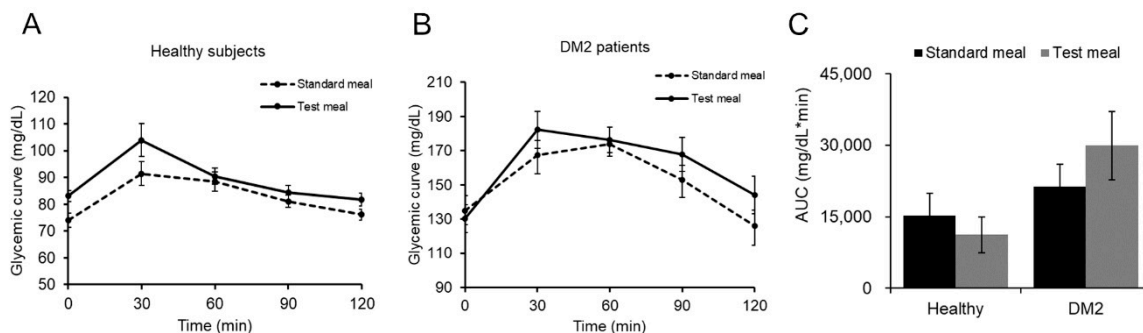 A
Healthy subjects
Standard meal
Test meal
Glycemic curve (mg/dL)
120
110
100
90
80
70
60
50
0 30 60 90 120
Time (min)
B
DM2 patients
Standard meal
Test meal
Glycemic curve (mg/dL)
210
190
170
150
130
110
90
0 30 60 90 120
Time (min)
C
Standard meal Test meal
AUC (mg/dL*min)
45,000
30,000
15,000
0
Healthy DM2